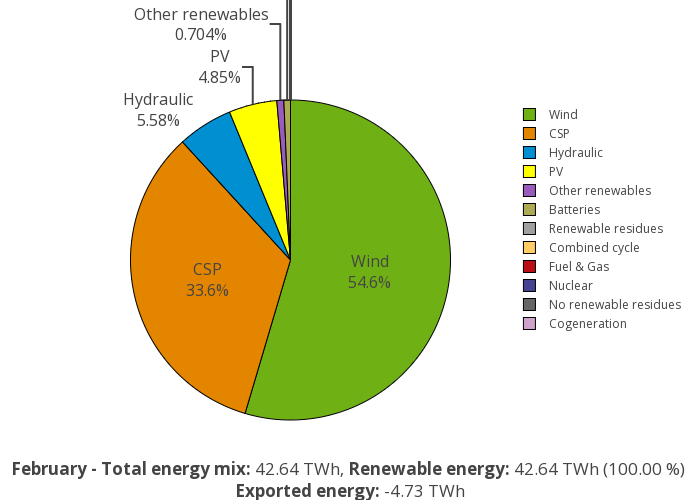 Other renewables
0.704%
PV
4.85%
Hydraulic
5.58%
CSP
33.6%
Wind
54.6%
Wind
CSP
Hydraulic
PV
Other renewables
Batteries
Renewable residues
Combined cycle
Fuel & Gas
Nuclear
No renewable residues
Cogeneration
February - Total energy mix: 42.64 TWh, Renewable energy: 42.64 TWh (100.00 %)
Exported energy: -4.73 TWh